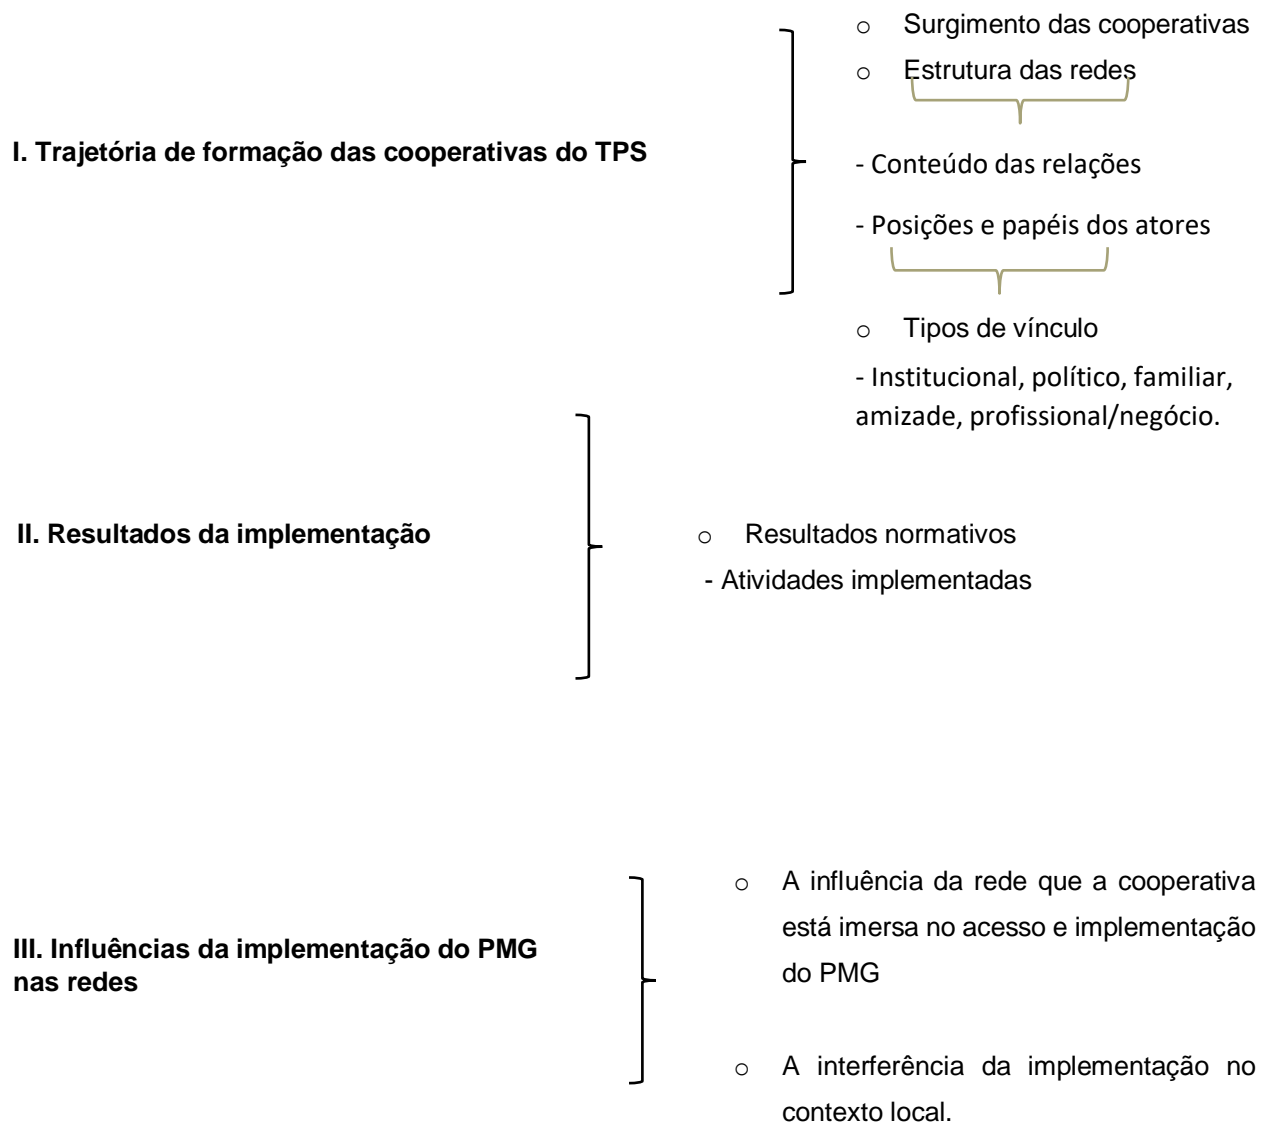 I. Trajetória de formação das cooperativas do TPS
o Surgimento das cooperativas
o Estrutura das redes
- Conteúdo das relações
- Posições e papéis dos atores
o Tipos de vínculo
- Institucional, político, familiar,
amizade, profissional/negócio.
II. Resultados da implementação
o Resultados normativos
- Atividades implementadas
III. Influências da implementação do PMG
nas redes
o A influência da rede que a cooperativa
está imersa no acesso e implementação
do PMG
o A interferência da implementação no
contexto local.